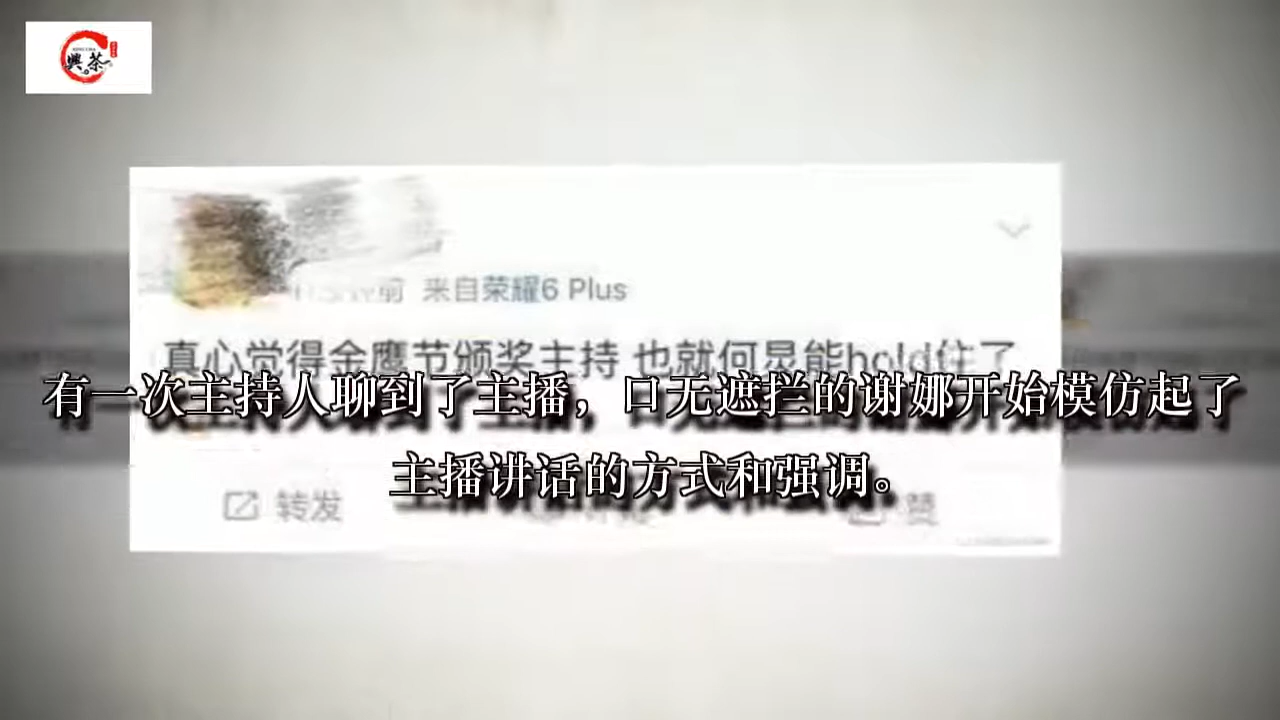 興茶
来自荣耀6 Plus
真心觉得金鹰节颁奖主持 也就何炅能hold住了
有一次主持人聊到了主播，口无遮拦的谢娜开始模仿起了
主播讲话的方式和强调。
转发
赞